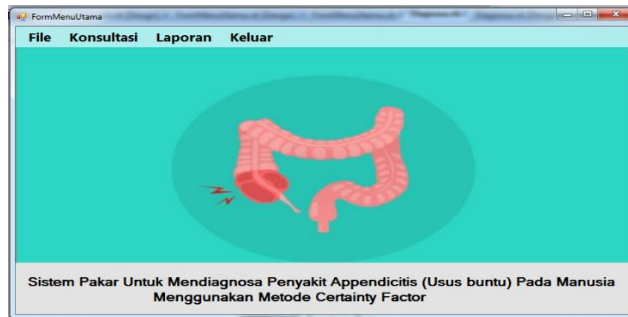 FormMenuUtama
File Konsultasi Laporan Keluar
Sistem Pakar Untuk Mendiagnosa Penyakit Appendicitis (Usus buntu) Pada Manusia
Menggunakan Metode Certainty Factor